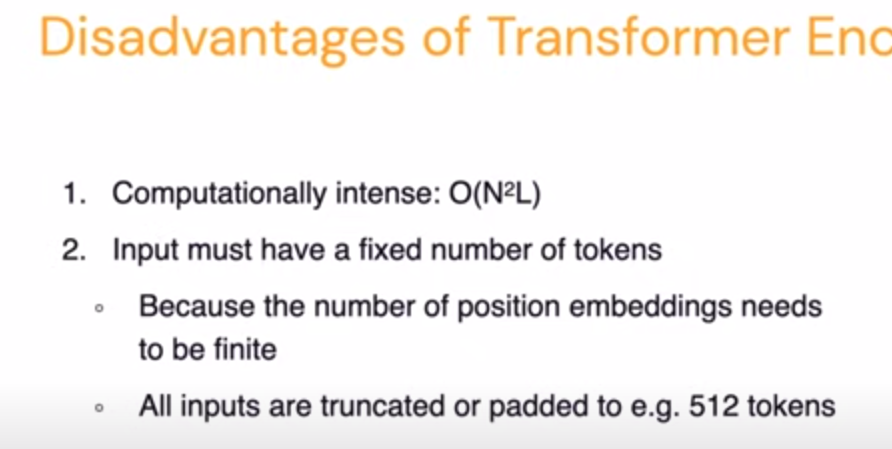 Disadvantages of Transformer Enc
1. Computationally intense: O(N²L)
2. Input must have a fixed number of tokens
◦ Because the number of position embeddings needs
to be finite
◦ All inputs are truncated or padded to e.g. 512 tokens